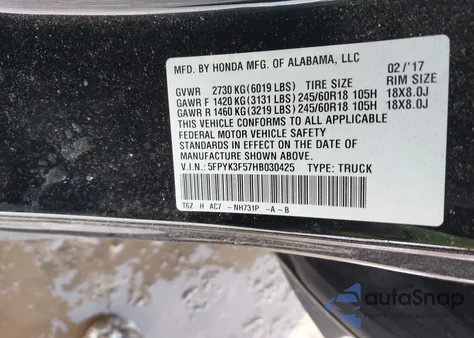 MFD. BY HONDA MFG. OF ALABAMA, LLC 02/'17
GVWR 2730 KG(6019 LBS) TIRE SIZE RIM SIZE
GAWR F 1420 KG(3131 LBS) 245/60R18 105H 18X8.0J
GAWR R 1460 KG(3219 LBS) 245/60R18 105H 18X8.0J
THIS VEHICLE CONFORMS TO ALL APPLICABLE
FEDERAL MOTOR VEHICLE SAFETY
STANDARDS IN EFFECT ON THE DATE OF
MANUFACTURE SHOWN ABOVE.
V.I.N.: 5FPYK3F57HB030425 TYPE: TRUCK
T6Z H AC7 -NH731P -A-B
autoSnap